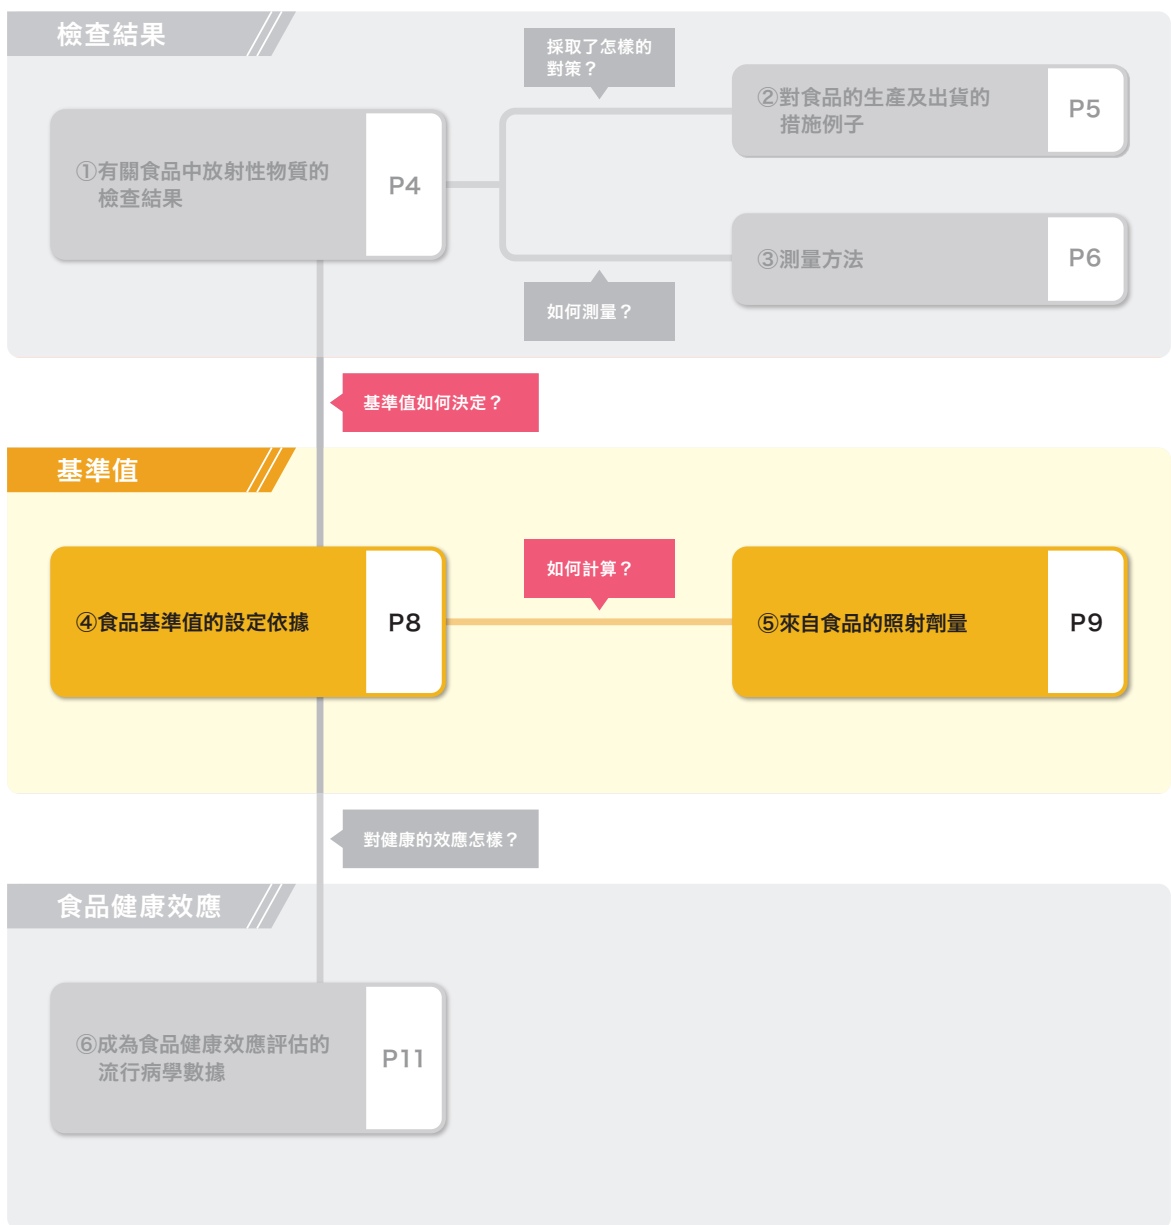 檢查結果
採取了怎樣的
對策？
①有關食品中放射性物質的
檢查結果
P4
②對食品的生產及出貨的
措施例子
P5
③測量方法
P6
如何測量？
基準值如何決定？
基準值
④食品基準值的設定依據
P8
如何計算？
⑤來自食品的照射劑量
P9
對健康的效應怎樣？
食品健康效應
⑥成為食品健康效應評估的
流行病學數據
P11